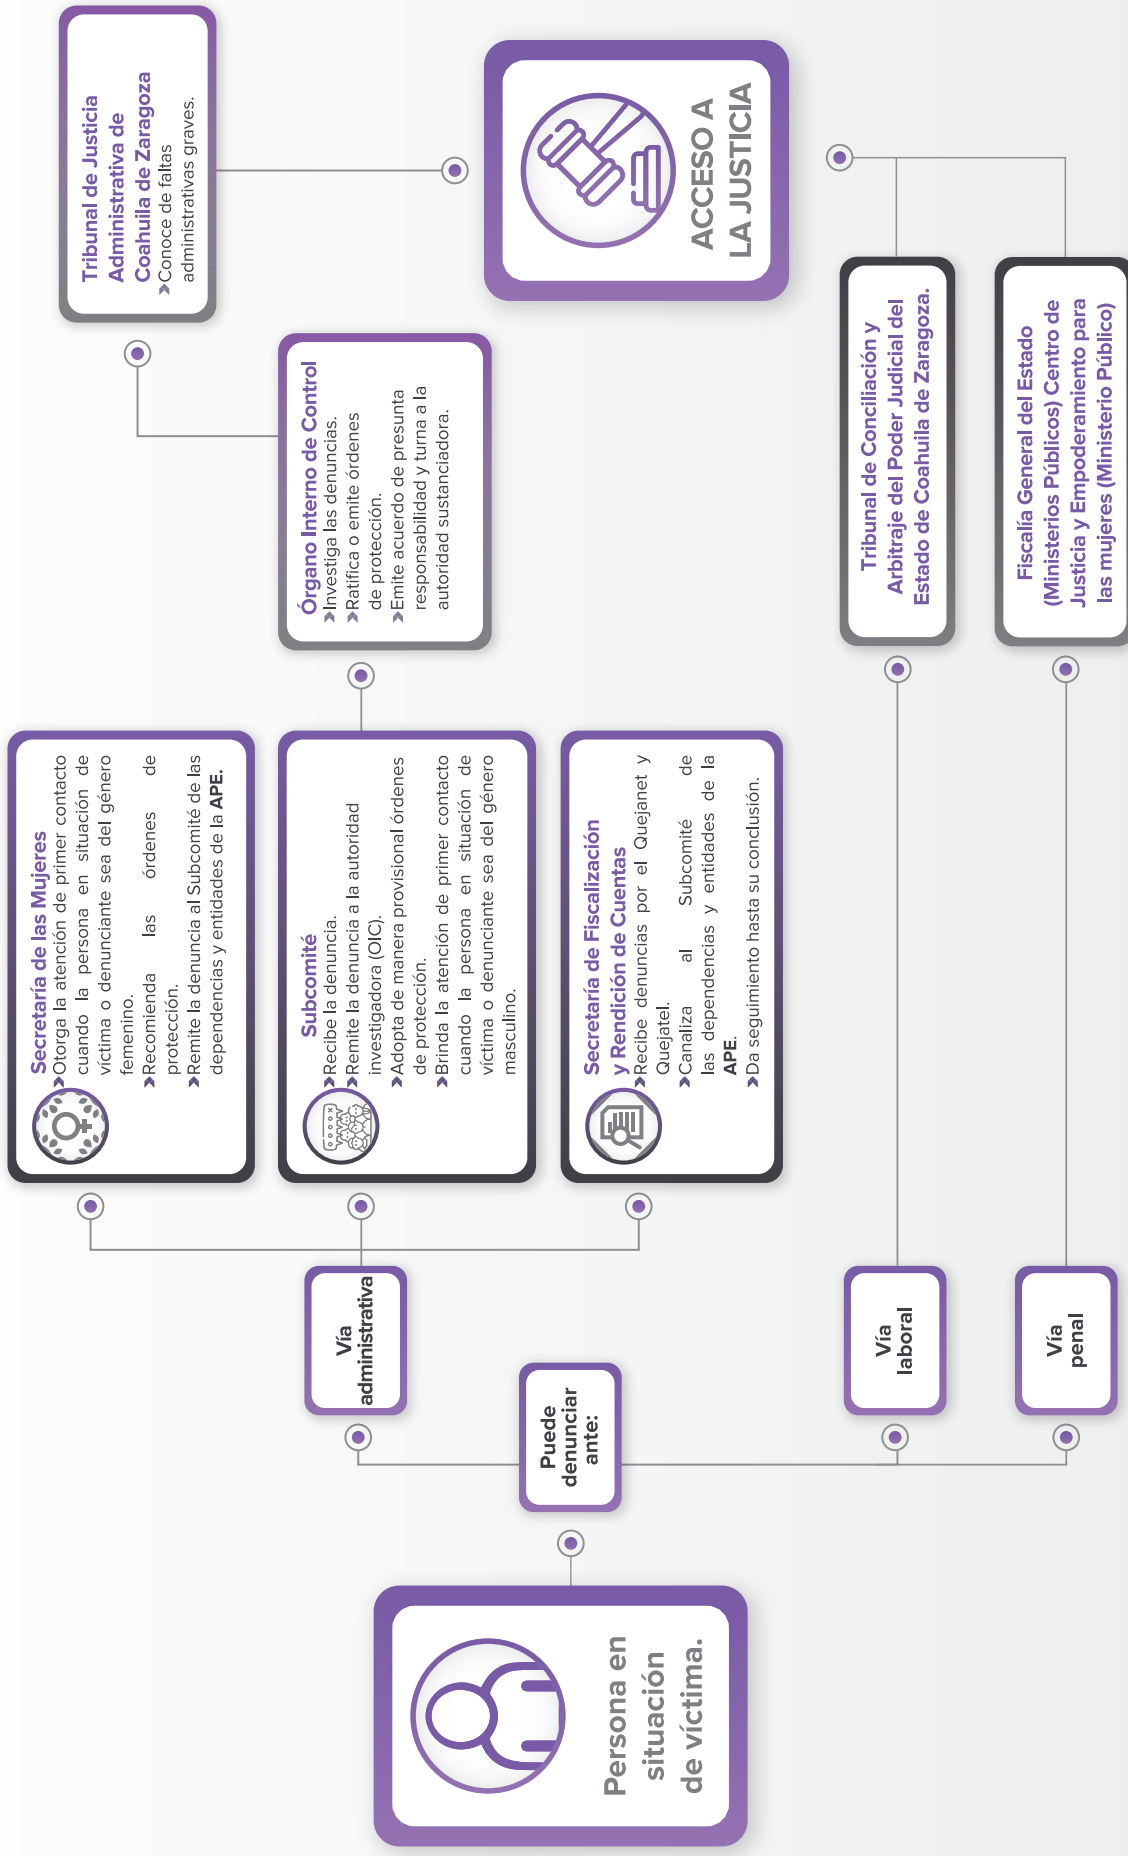 Persona en
situación
de víctima.
Puede
denunciar
ante:
Vía
administrativa
Vía
laboral
Vía
penal
Secretaría de las Mujeres
»Otorga la atención de primer contacto
cuando la persona en situación de
víctima o denunciante sea del género
femenino.
»Recomienda las órdenes de
protección.
»Remite la denuncia al Subcomité de las
dependencias y entidades de la APE.
Subcomité
»Recibe la denuncia.
»Remite la denuncia a la autoridad
investigadora (OIC).
»Adopta de manera provisional órdenes
de protección.
»Brinda la atención de primer contacto
cuando la persona en situación de
víctima o denunciante sea del género
masculino.
Secretaría de Fiscalización
y Rendición de Cuentas
»Recibe denuncias por el Quejanet y
Quejatel.
»Canaliza al Subcomité de
las dependencias y entidades de la
APE.
»Da seguimiento hasta su conclusión.
Órgano Interno de Control
»Investiga las denuncias.
»Ratifica o emite órdenes
de protección.
»Emite acuerdo de presunta
responsabilidad y turna a la
autoridad sustanciadora.
Tribunal de Justicia
Administrativa de
Coahuila de Zaragoza
»Conoce de faltas
administrativas graves.
Tribunal de Conciliación y
Arbitraje del Poder Judicial del
Estado de Coahuila de Zaragoza.
Fiscalía General del Estado
(Ministerios Públicos) Centro de
Justicia y Empoderamiento para
las mujeres (Ministerio Público)
ACCESO A
LA JUSTICIA